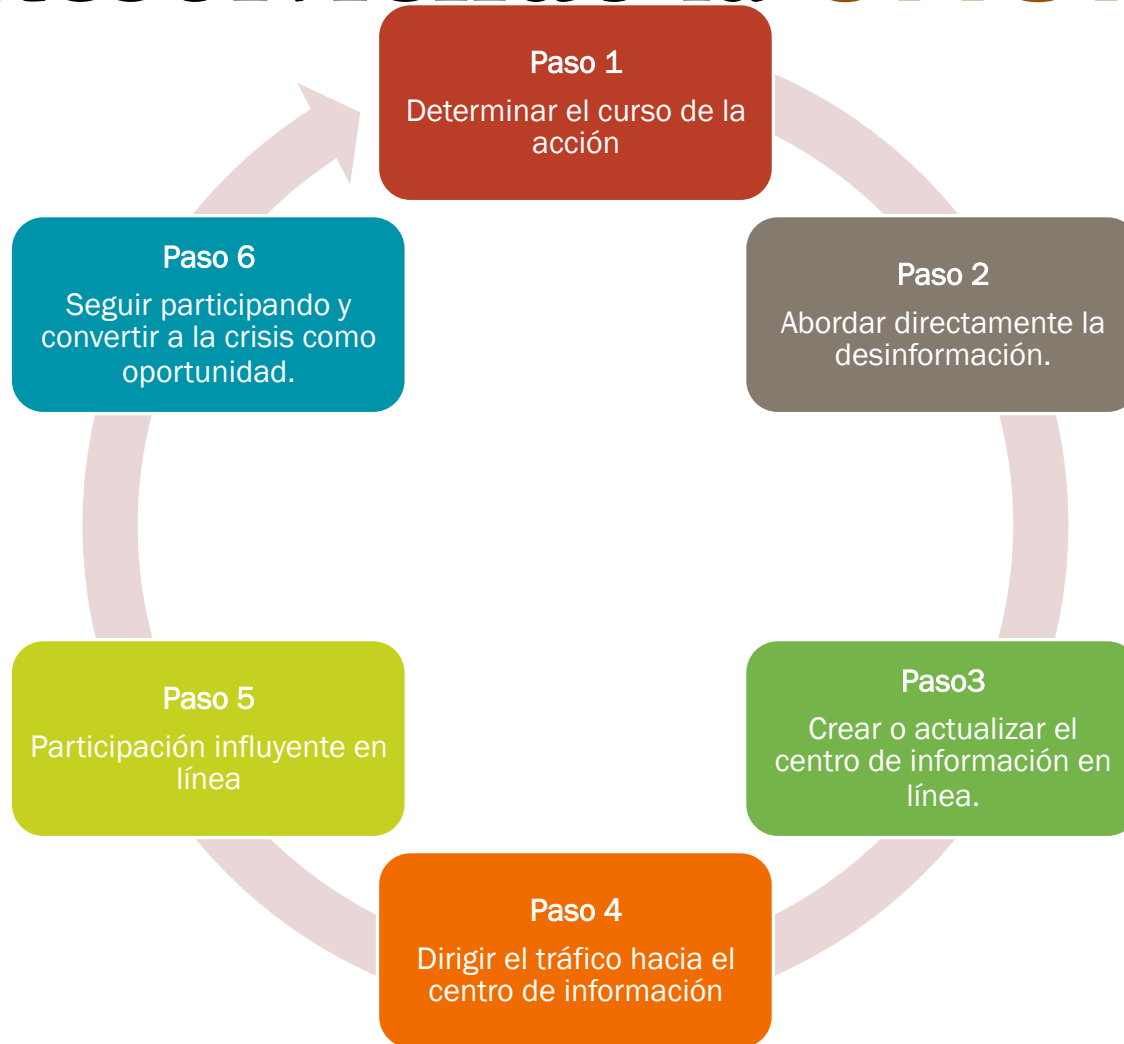 Paso 1
Determinar el curso de la
acción
Paso 2
Abordar directamente la
desinformación.
Paso3
Crear o actualizar el
centro de información en
línea.
Paso 4
Dirigir el tráfico hacia el
centro de información
Paso 5
Participación influyente en
línea
Paso 6
Seguir participando y
convertir a la crisis como
oportunidad.